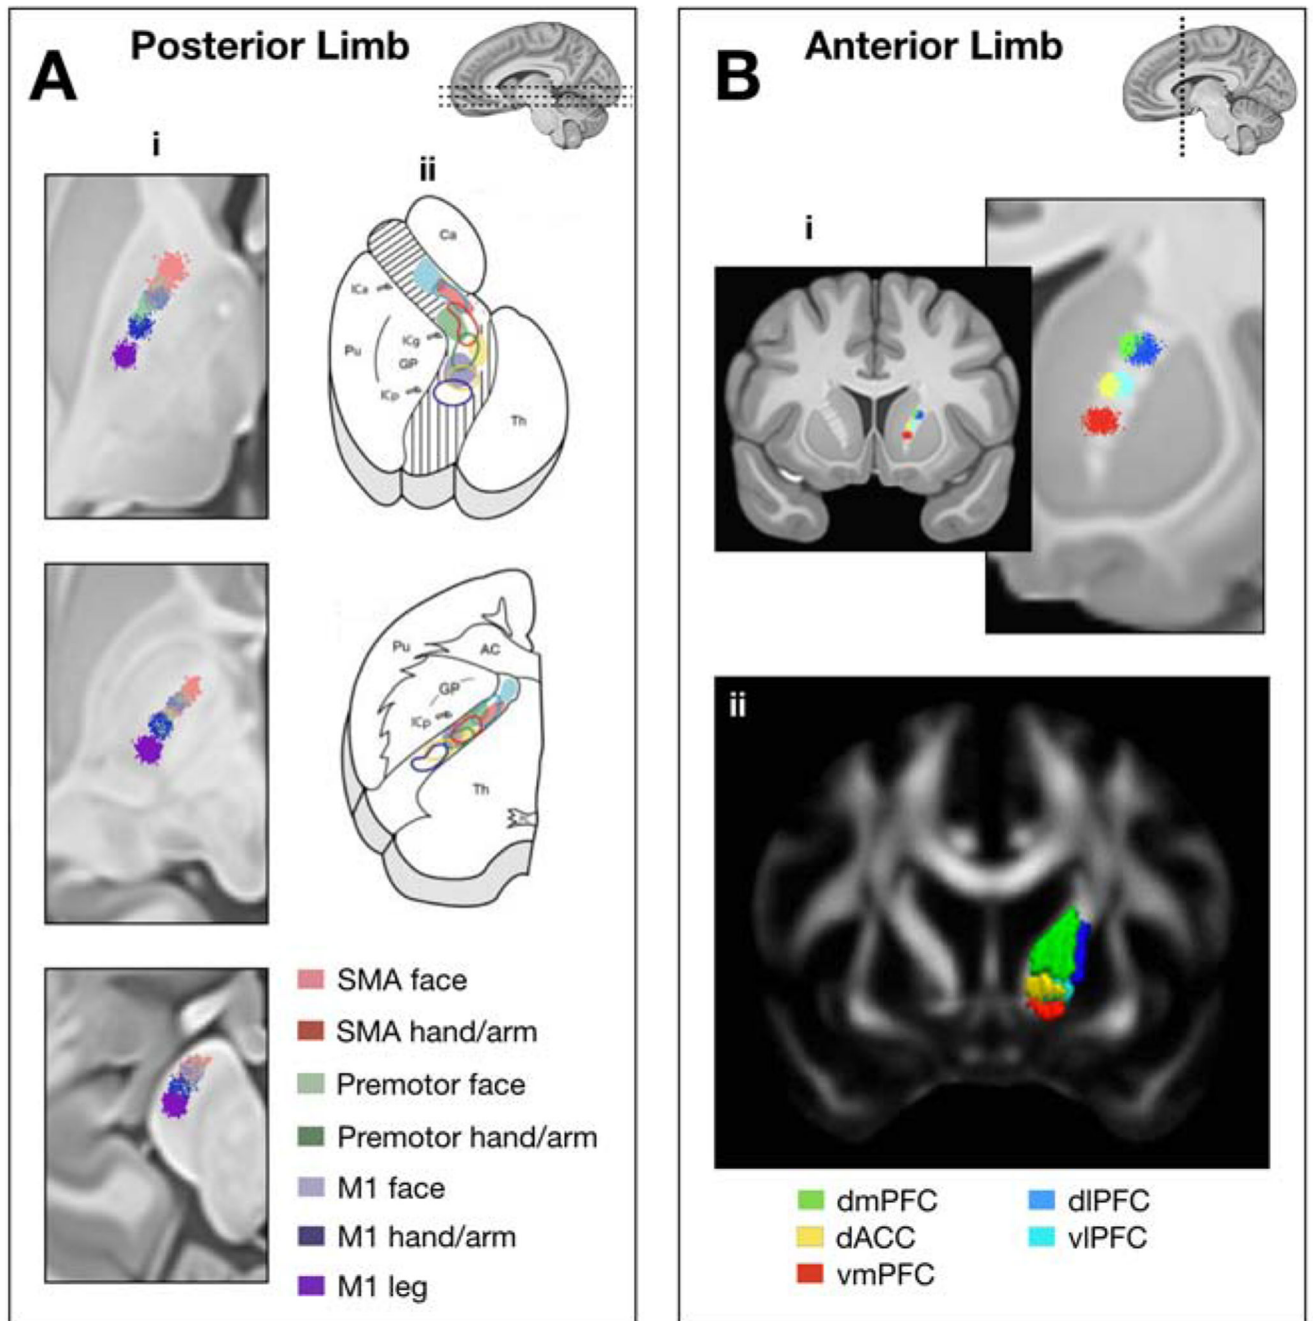 A
Posterior Limb
i
ii
Ca
ICa
Pu
ICg
GP
ICp
Th
Pu
AC
GP
ICp
Th
SMA face
SMA hand/arm
Premotor face
Premotor hand/arm
M1 face
M1 hand/arm
M1 leg
B
Anterior Limb
i
ii
dmPFC
dACC
vmPFC
dlPFC
vlPFC